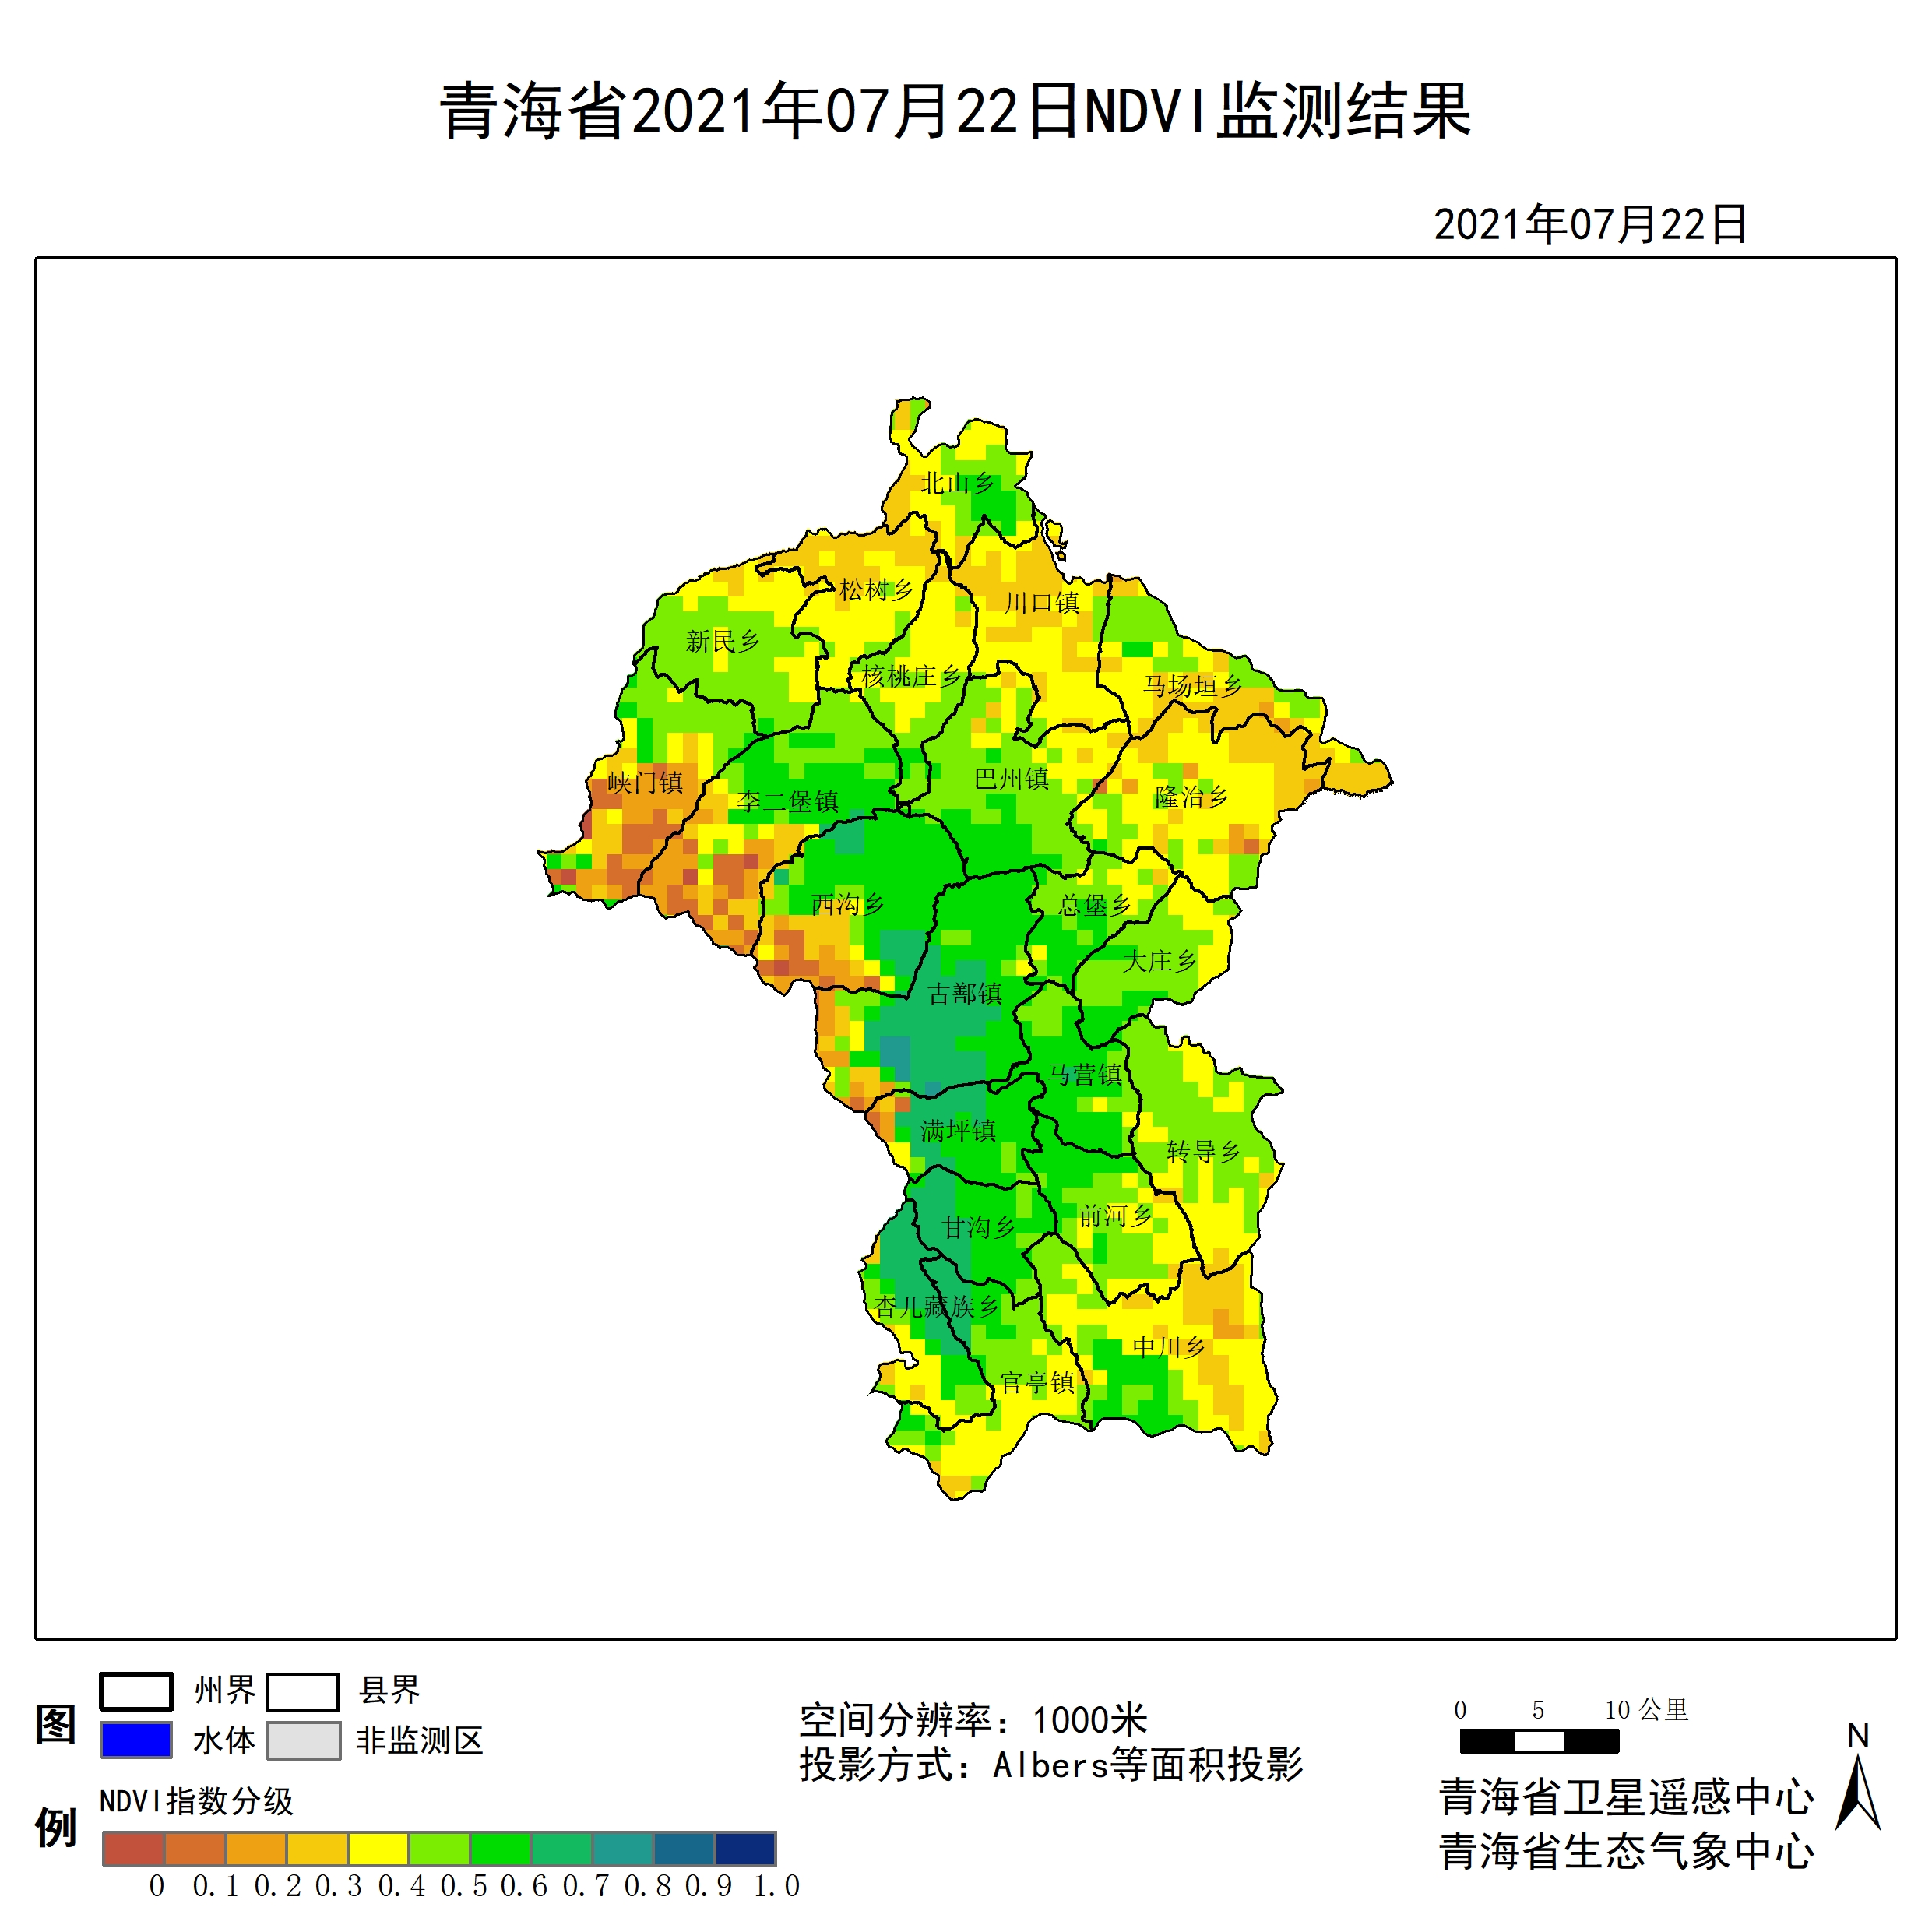 青海省2021年07月22日NDVI监测结果
2021年07月22日
北山乡
松树乡
川口镇
新民乡
核桃庄乡
马场垣乡
峡门镇
李二堡镇
巴州镇
隆治乡
西沟乡
总堡乡
大庄乡
古鄯镇
马营镇
满坪镇
转导乡
甘沟乡
前河乡
杏儿藏族乡
中川乡
官亭镇
图例
州界 县界
水体 非监测区
NDVI指数分级
0 0.1 0.2 0.3 0.4 0.5 0.6 0.7 0.8 0.9 1.0
空间分辨率：1000米
投影方式：Albers等面积投影
0 5 10 公里
N
青海省卫星遥感中心
青海省生态气象中心